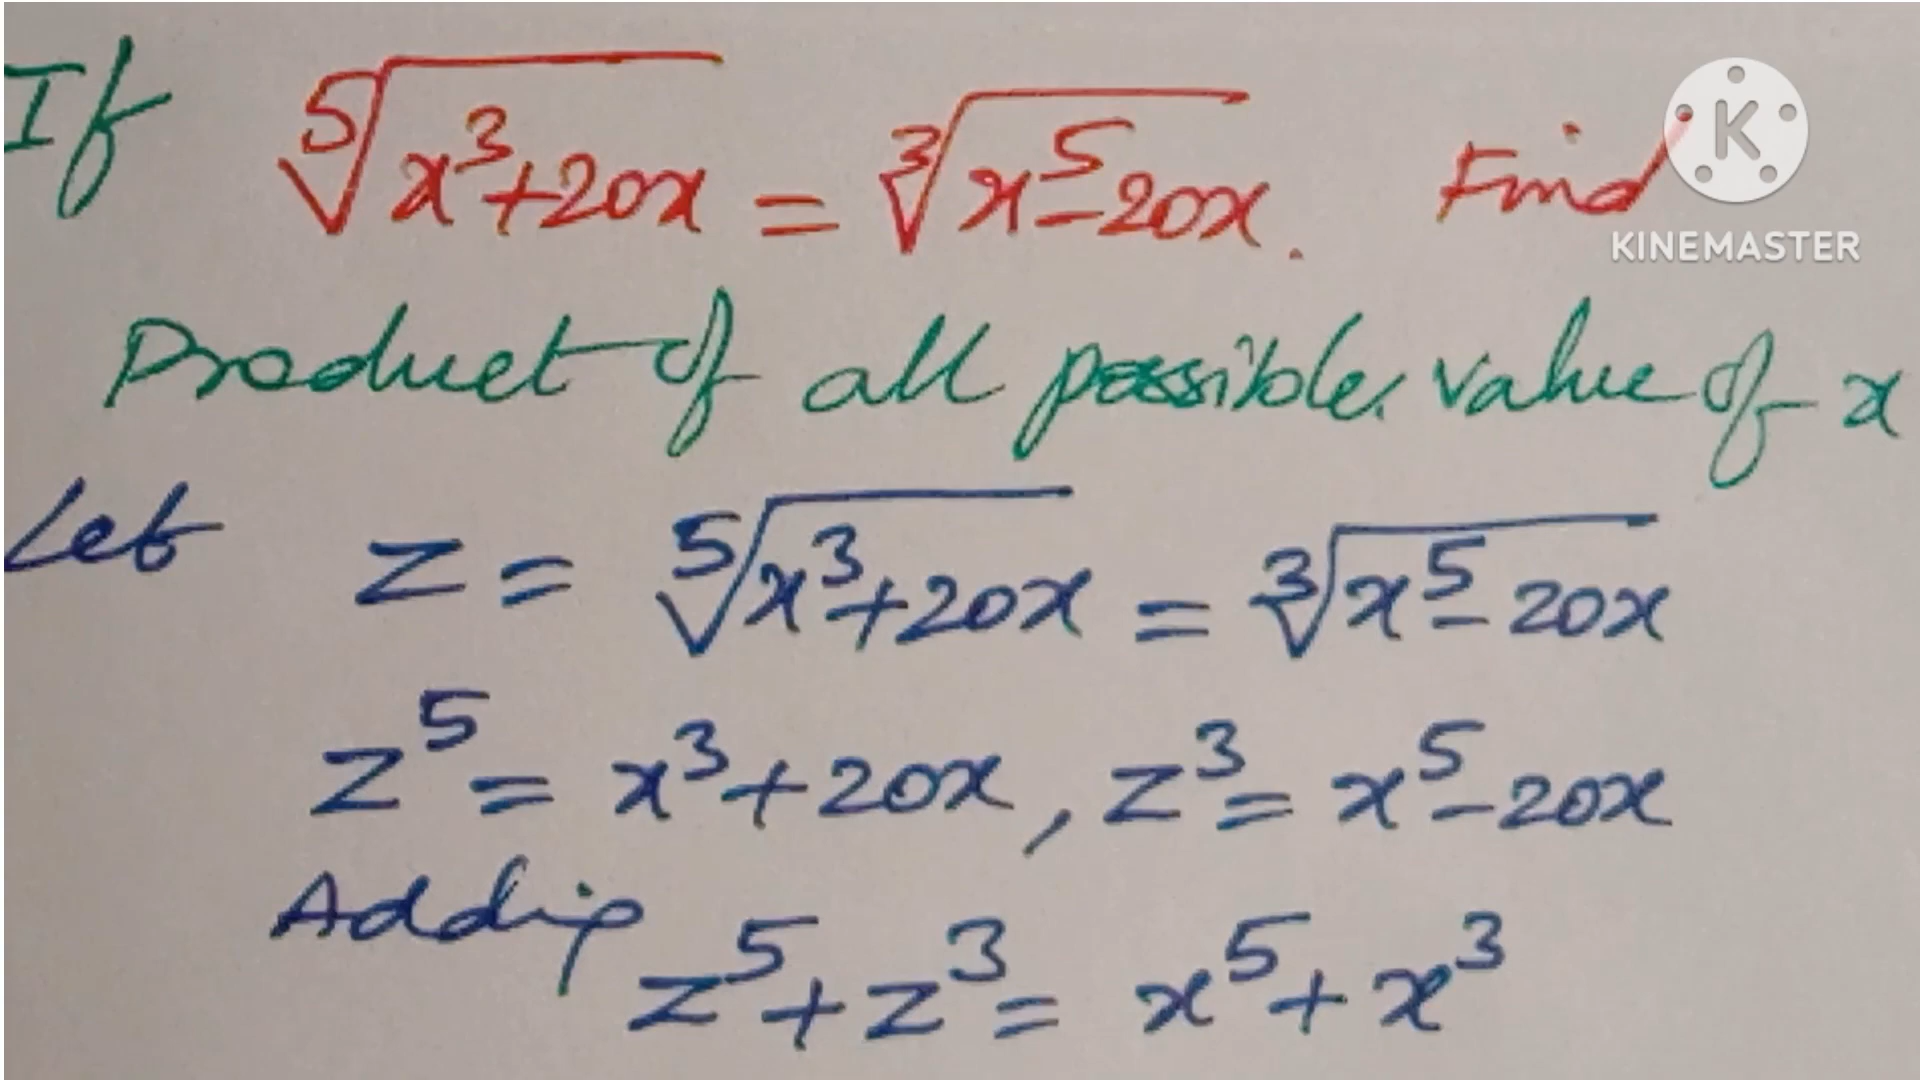 If ⁵√(x³+20x) = ³√(x⁵-20x). Find
K
KINEMASTER
Product of all possible value of x
Let z = ⁵√(x³+20x) = ³√(x⁵-20x)
z⁵ = x³+20x, z³ = x⁵-20x
Adding
z⁵+z³ = x⁵+x³